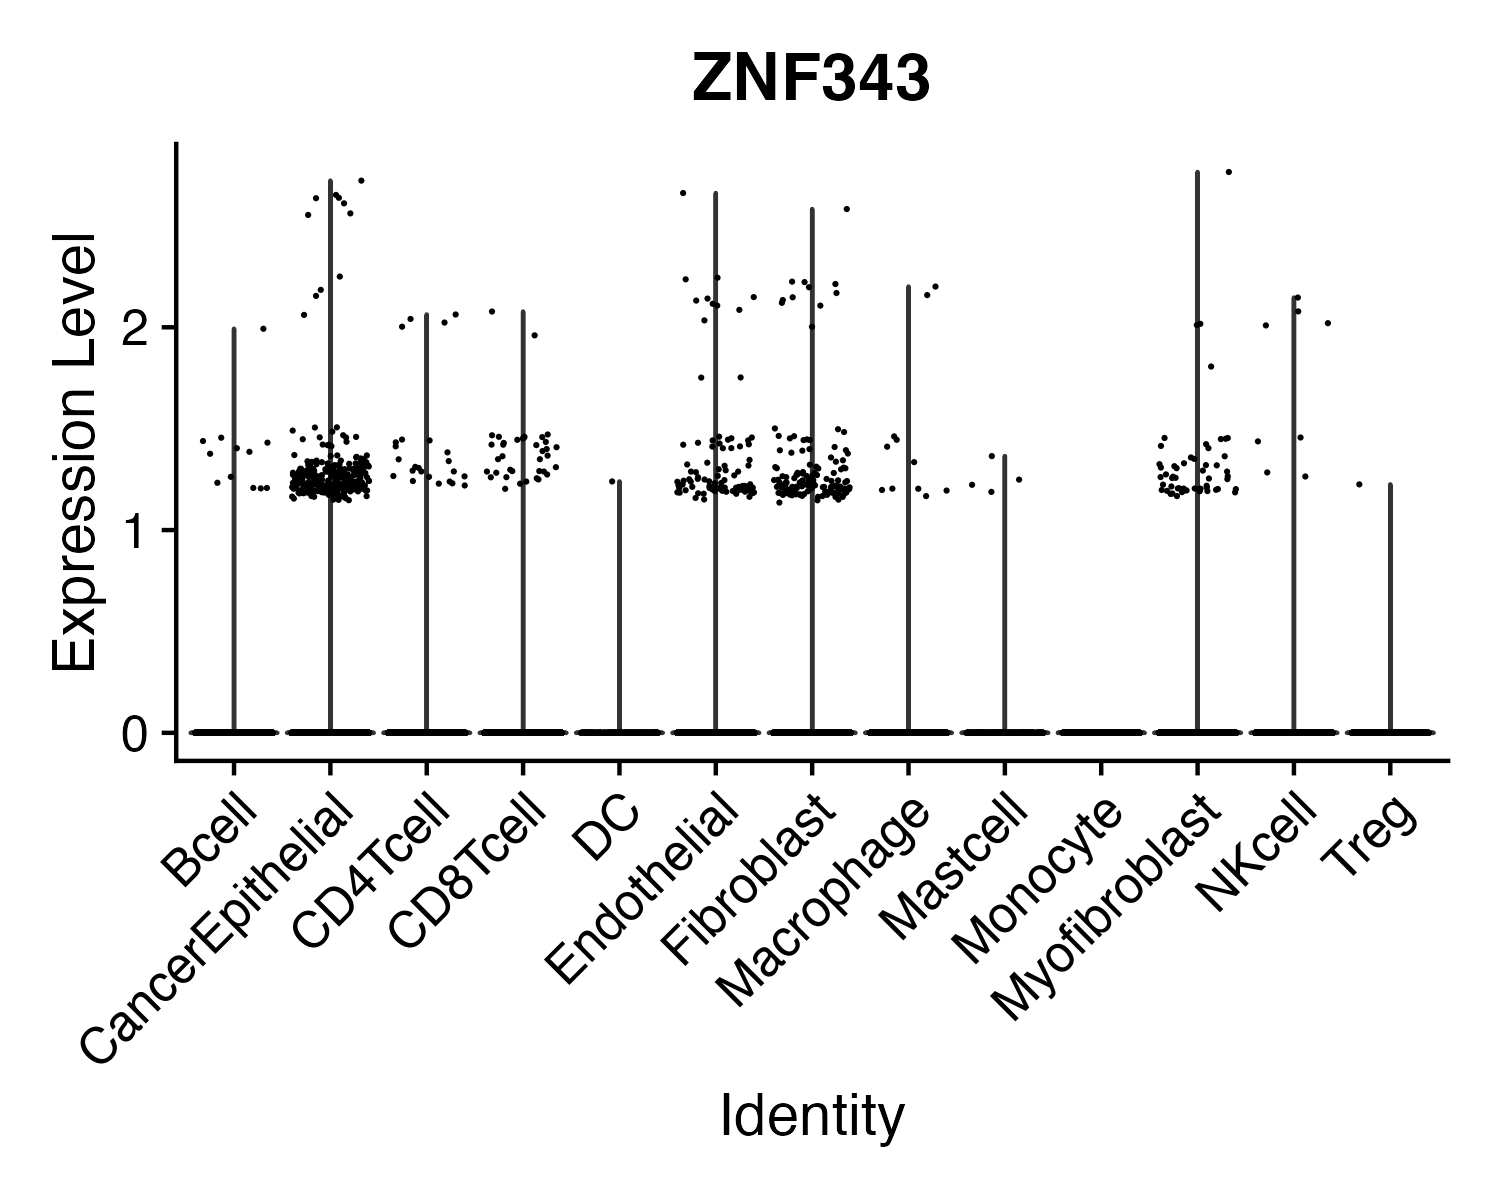 ZNF343
Expression Level
2
1
0
Bcell
CancerEpithelial
CD4Tcell
CD8Tcell
DC
Endothelial
Fibroblast
Macrophage
Mastcell
Monocyte
Myofibroblast
NKcell
Treg
Identity